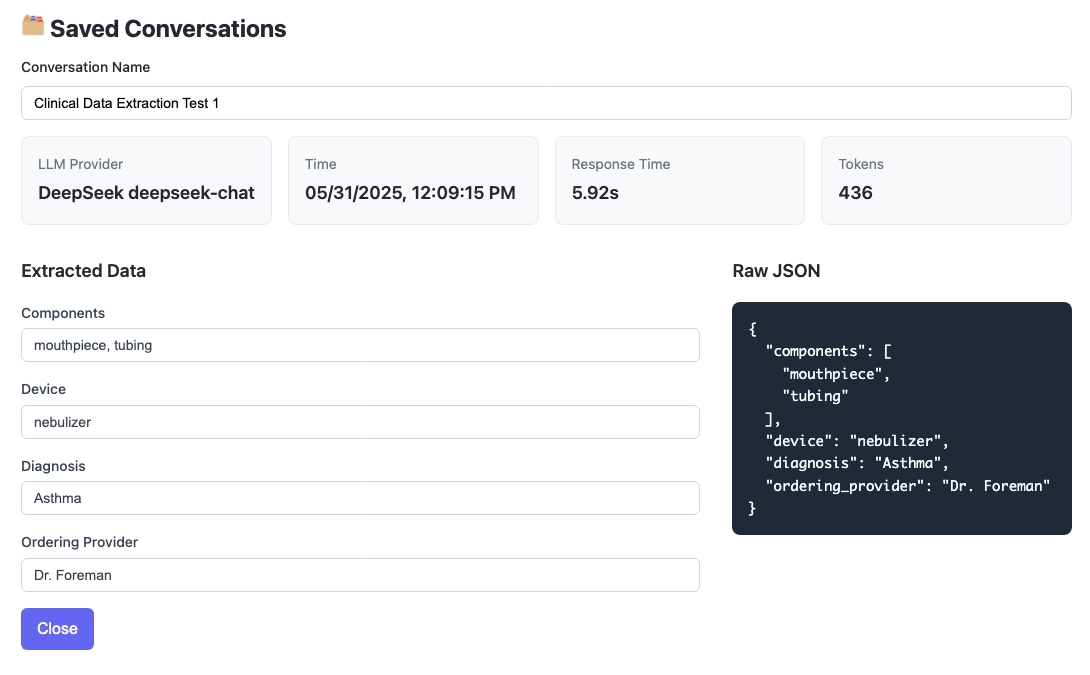 Saved Conversations
Conversation Name
Clinical Data Extraction Test 1
LLM Provider
DeepSeek deepseek-chat
Time
05/31/2025, 12:09:15 PM
Response Time
5.92s
Tokens
436
Extracted Data
Components
mouthpiece, tubing
Device
nebulizer
Diagnosis
Asthma
Ordering Provider
Dr. Foreman
Close
Raw JSON
{
  "components": [
    "mouthpiece",
    "tubing"
  ],
  "device": "nebulizer",
  "diagnosis": "Asthma",
  "ordering_provider": "Dr. Foreman"
}